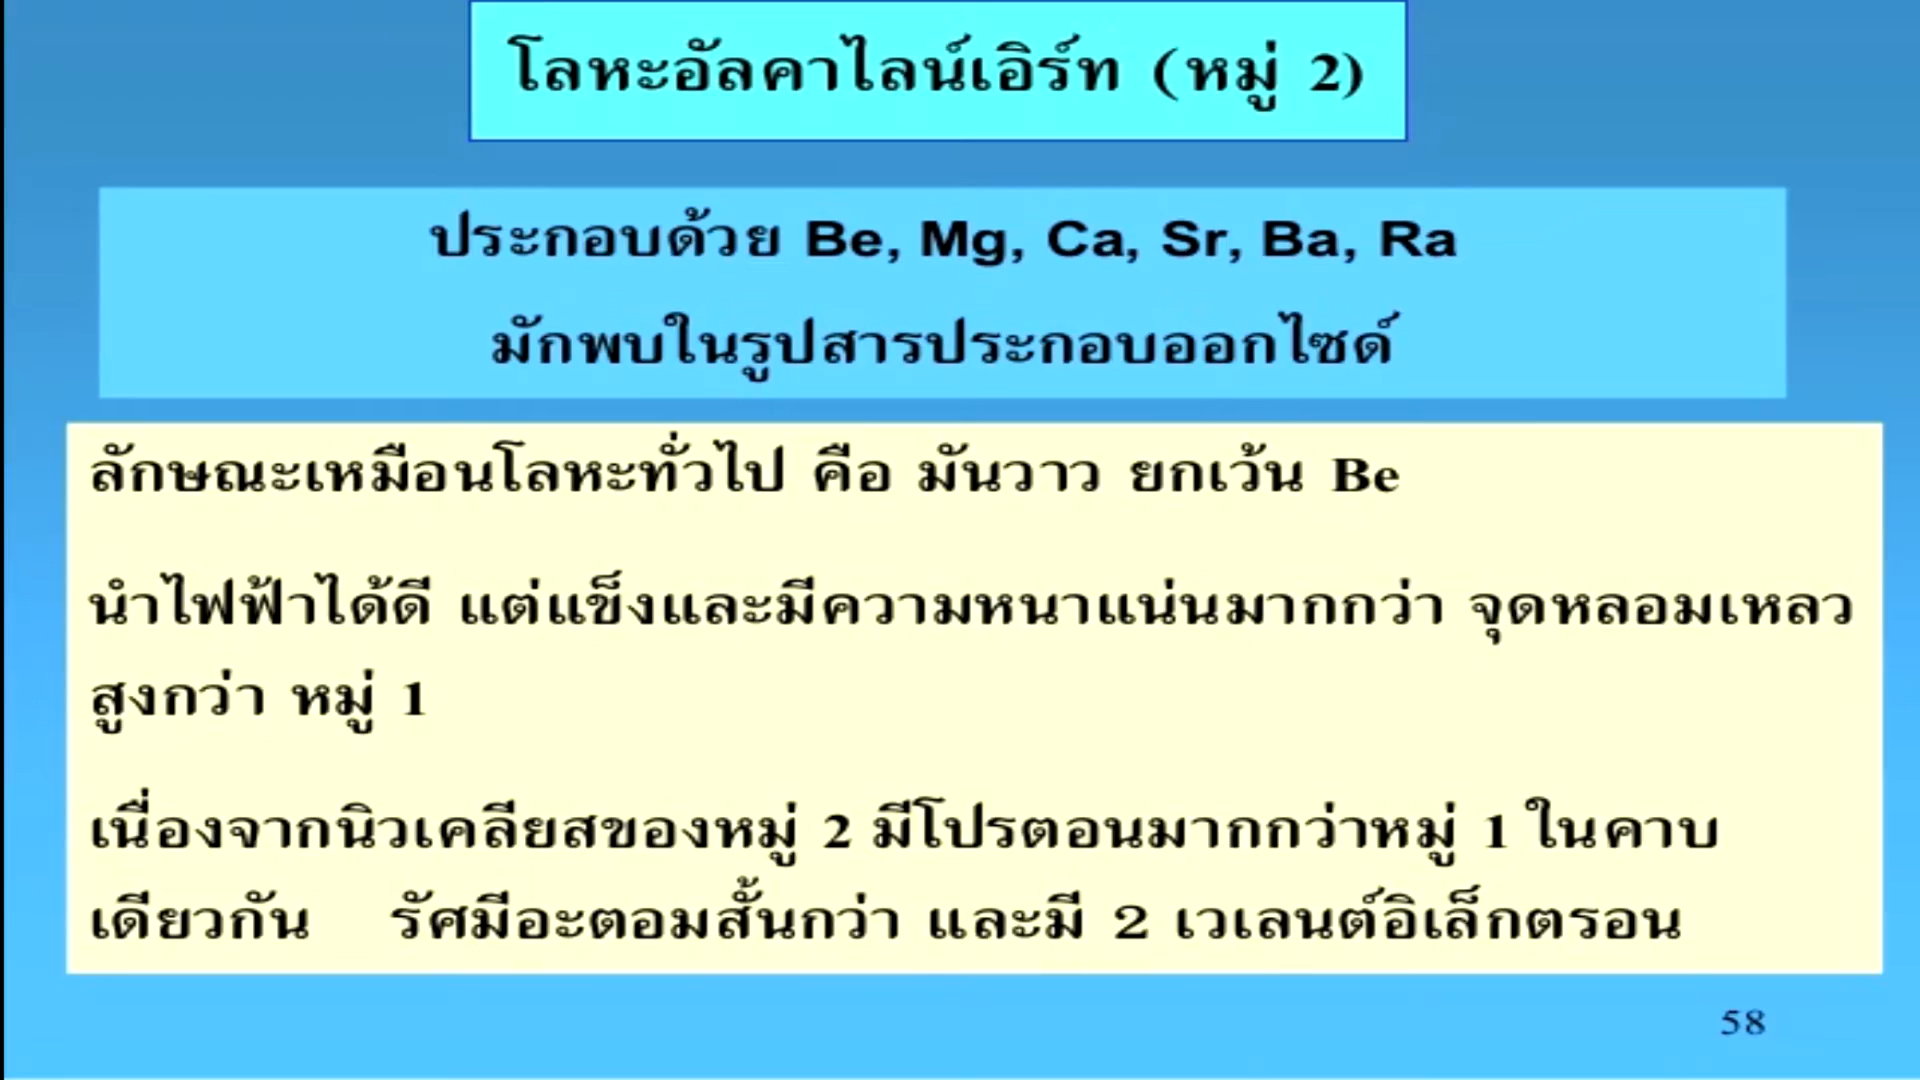 โลหะอัลคาไลน์เอิร์ท (หมู่ 2)
ประกอบด้วย Be, Mg, Ca, Sr, Ba, Ra
มักพบในรูปสารประกอบออกไซด์
ลักษณะเหมือนโลหะทั่วไป คือ มันวาว ยกเว้น Be
นำไฟฟ้าได้ดี แต่แข็งและมีความหนาแน่นมากกว่า จุดหลอมเหลว
สูงกว่า หมู่ 1
เนื่องจากนิวเคลียสของหมู่ 2 มีโปรตอนมากกว่าหมู่ 1 ในคาบ
เดียวกัน รัศมีอะตอมสั้นกว่า และมี 2 เวเลนต์อิเล็กตรอน
58